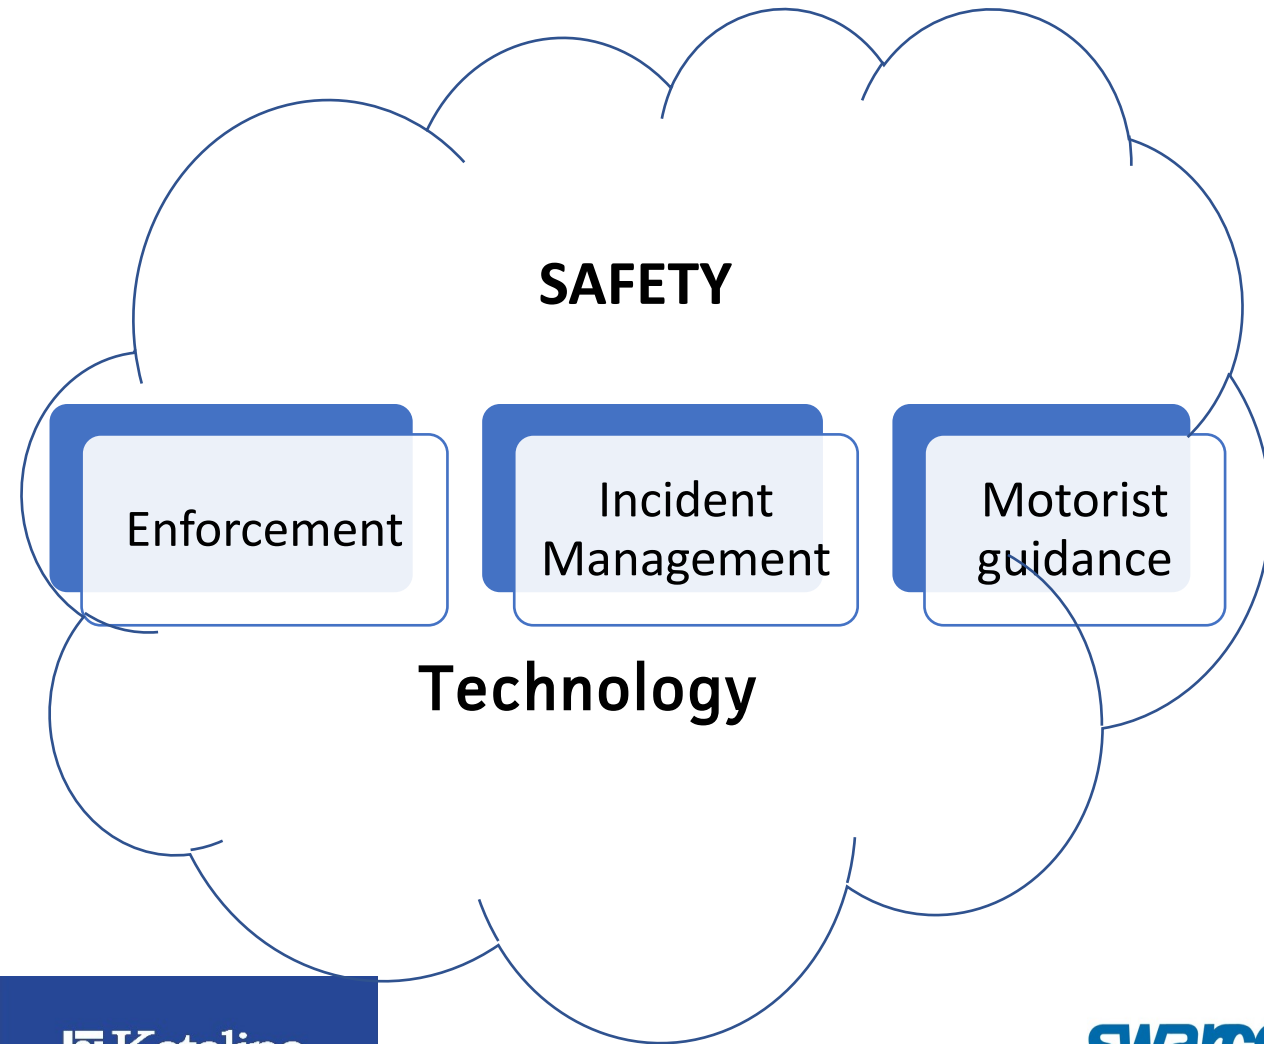 SAFETY
Enforcement
Incident
Management
Motorist
guidance
Technology